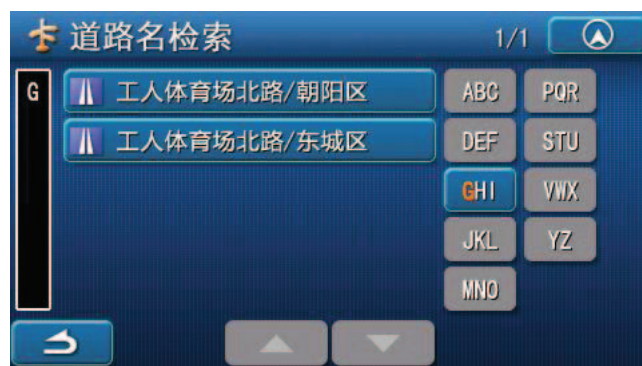 道路名检索 1/1
G
工人体育场北路/朝阳区
工人体育场北路/东城区
ABC PQR
DEF STU
GHI VWX
JKL YZ
MNO